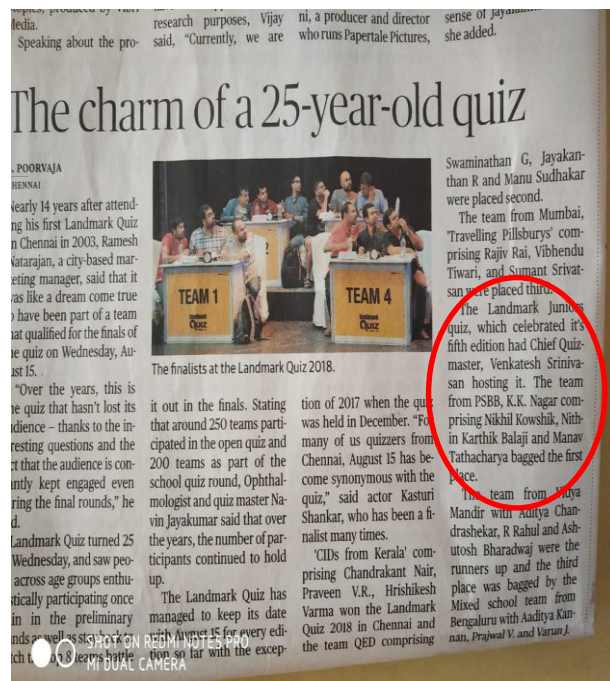 Media.
Speaking about the pro-
research purposes, Vijay
said, “Currently, we are
ni, a producer and director
who runs Papertale Pictures,
she added.
The charm of a 25-year-old quiz
POORVAJA
Nearly 14 years after attend-
ing his first Landmark Quiz
in Chennai in 2003, Ramesh
Natarajan, a city-based mar-
keting manager, said that it
was like a dream come true
to have been part of a team
that qualified for the finals of
the quiz on Wednesday, Au-
gust 15.
“Over the years, this is
the quiz that hasn't lost its
audience – thanks to the in-
teresting questions and the
fact that the audience is con-
stantly kept engaged even
during the final rounds,” he
Landmark Quiz turned 25
Wednesday, and saw peo-
across age groups enthu-
siastically participating once
in in the preliminary
TEAM 1
landmark
Quiz
TEAM 4
landmark
Quiz
The finalists at the Landmark Quiz 2018.
it out in the finals. Stating
that around 250 teams parti-
cipated in the open quiz and
200 teams as part of the
school quiz round, Ophthal-
mologist and quiz master Na-
vin Jayakumar said that over
the years, the number of par-
ticipants continued to hold
up.
The Landmark Quiz has
managed to keep its date
with August 15 for every edi-
tion so far with the excep-
tion of 2017 when the quiz
was held in December. “For
many of us quizzers from
Chennai, August 15 has be-
come synonymous with the
quiz,” said actor Kasturi
Shankar, who has been a fi-
nalist many times.
'CIDs from Kerala' com-
prising Chandrakant Nair,
Praveen V.R., Hrishikesh
Varma won the Landmark
Quiz 2018 in Chennai and
the team QED comprising
Swaminathan G, Jayakan-
than R and Manu Sudhakar
were placed second.
The team from Mumbai,
'Travelling Pillsburys' com-
prising Rajiv Rai, Vibhendu
Tiwari, and Sumant Srivat-
san were placed third.
The Landmark Juniors
quiz, which celebrated it's
fifth edition had Chief Quiz-
master, Venkatesh Sriniva-
san hosting it. The team
from PSBB, K.K. Nagar com-
prising Nikhil Kowshik, Nith-
in Karthik Balaji and Manav
Tathacharya bagged the first
place.
The team from Vidya
Mandir with Aditya Chan-
drashekar, R Rahul and Ash-
utosh Bharadwaj were the
runners up and the third
place was bagged by the
Mixed school team from
Bengaluru with Aaditya Kan-
nan, Prajwal V. and Varun J.
SHOT ON REDMI NOTE5 PRO
MI DUAL CAMERA